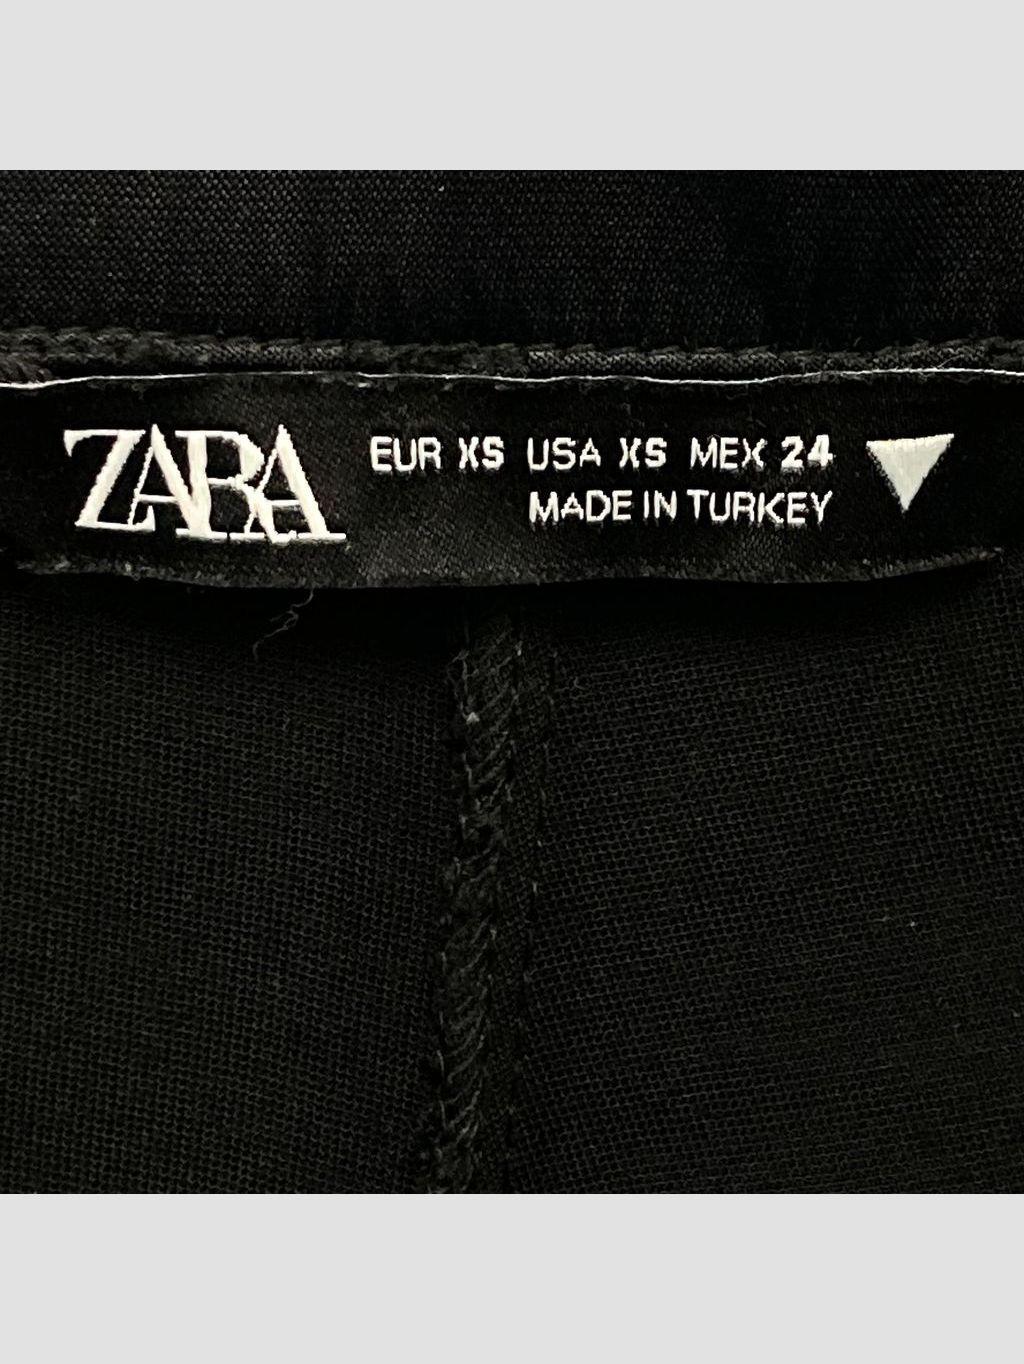 ZARA
EUR XS USA XS MEX 24
MADE IN TURKEY